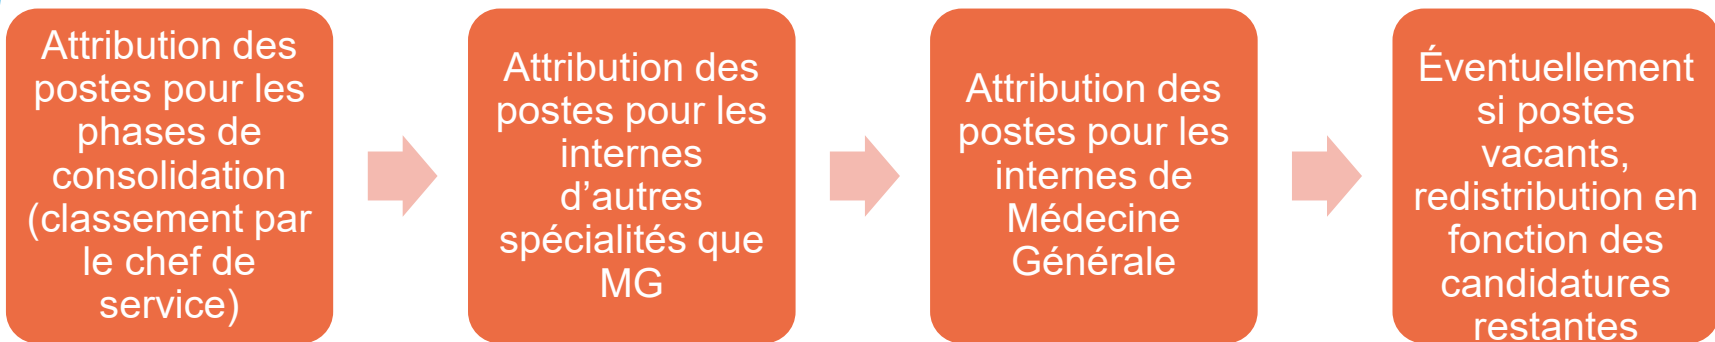 Attribution des
postes pour les
phases de
consolidation
(classement par
le chef de
service)
Attribution des
postes pour les
internes
d’autres
spécialités que
MG
Attribution des
postes pour les
internes de
Médecine
Générale
Éventuellement
si postes
vacants,
redistribution en
fonction des
candidatures
restantes